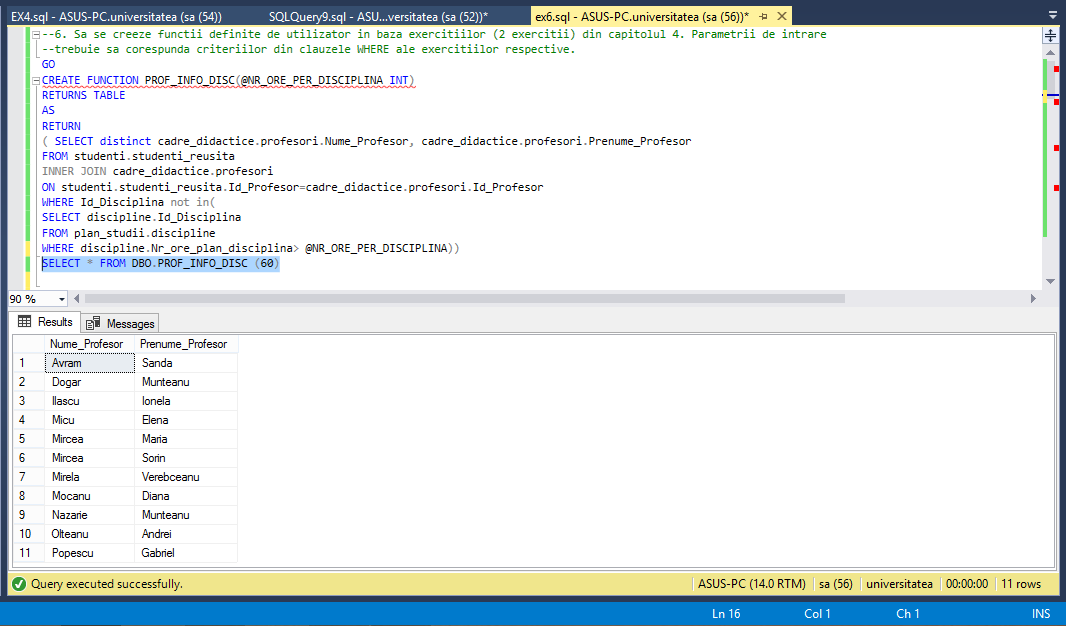 EX4.sql - ASUS-PC.universitatea (sa (54)) SQLQuery9.sql - ASU...versitatea (sa (52))* ex6.sql - ASUS-PC.universitatea (sa (56))*
--6. Sa se creeze functii definite de utilizator in baza exercitiilor (2 exercitii) din capitolul 4. Parametrii de intrare
--trebuie sa corespunda criteriilor din clauzele WHERE ale exercitiilor respective.
GO
CREATE FUNCTION PROF_INFO_DISC(@NR_ORE_PER_DISCIPLINA INT)
RETURNS TABLE
AS
RETURN
( SELECT distinct cadre_didactice.profesori.Nume_Profesor, cadre_didactice.profesori.Prenume_Profesor
FROM studenti.studenti_reusita
INNER JOIN cadre_didactice.profesori
ON studenti.studenti_reusita.Id_Profesor=cadre_didactice.profesori.Id_Profesor
WHERE Id_Disciplina not in(
SELECT discipline.Id_Disciplina
FROM plan_studii.discipline
WHERE discipline.Nr_ore_plan_disciplina> @NR_ORE_PER_DISCIPLINA))
SELECT * FROM DBO.PROF_INFO_DISC (60)
90 %
Results Messages
Nume_Profesor Prenume_Profesor
1 Avram Sanda
2 Dogar Munteanu
3 Ilascu Ionela
4 Micu Elena
5 Mircea Maria
6 Mircea Sorin
7 Mirela Verebceanu
8 Mocanu Diana
9 Nazarie Munteanu
10 Olteanu Andrei
11 Popescu Gabriel
Query executed successfully. ASUS-PC (14.0 RTM) sa (56) universitatea 00:00:00 11 rows
Ln 16 Col 1 Ch 1 INS